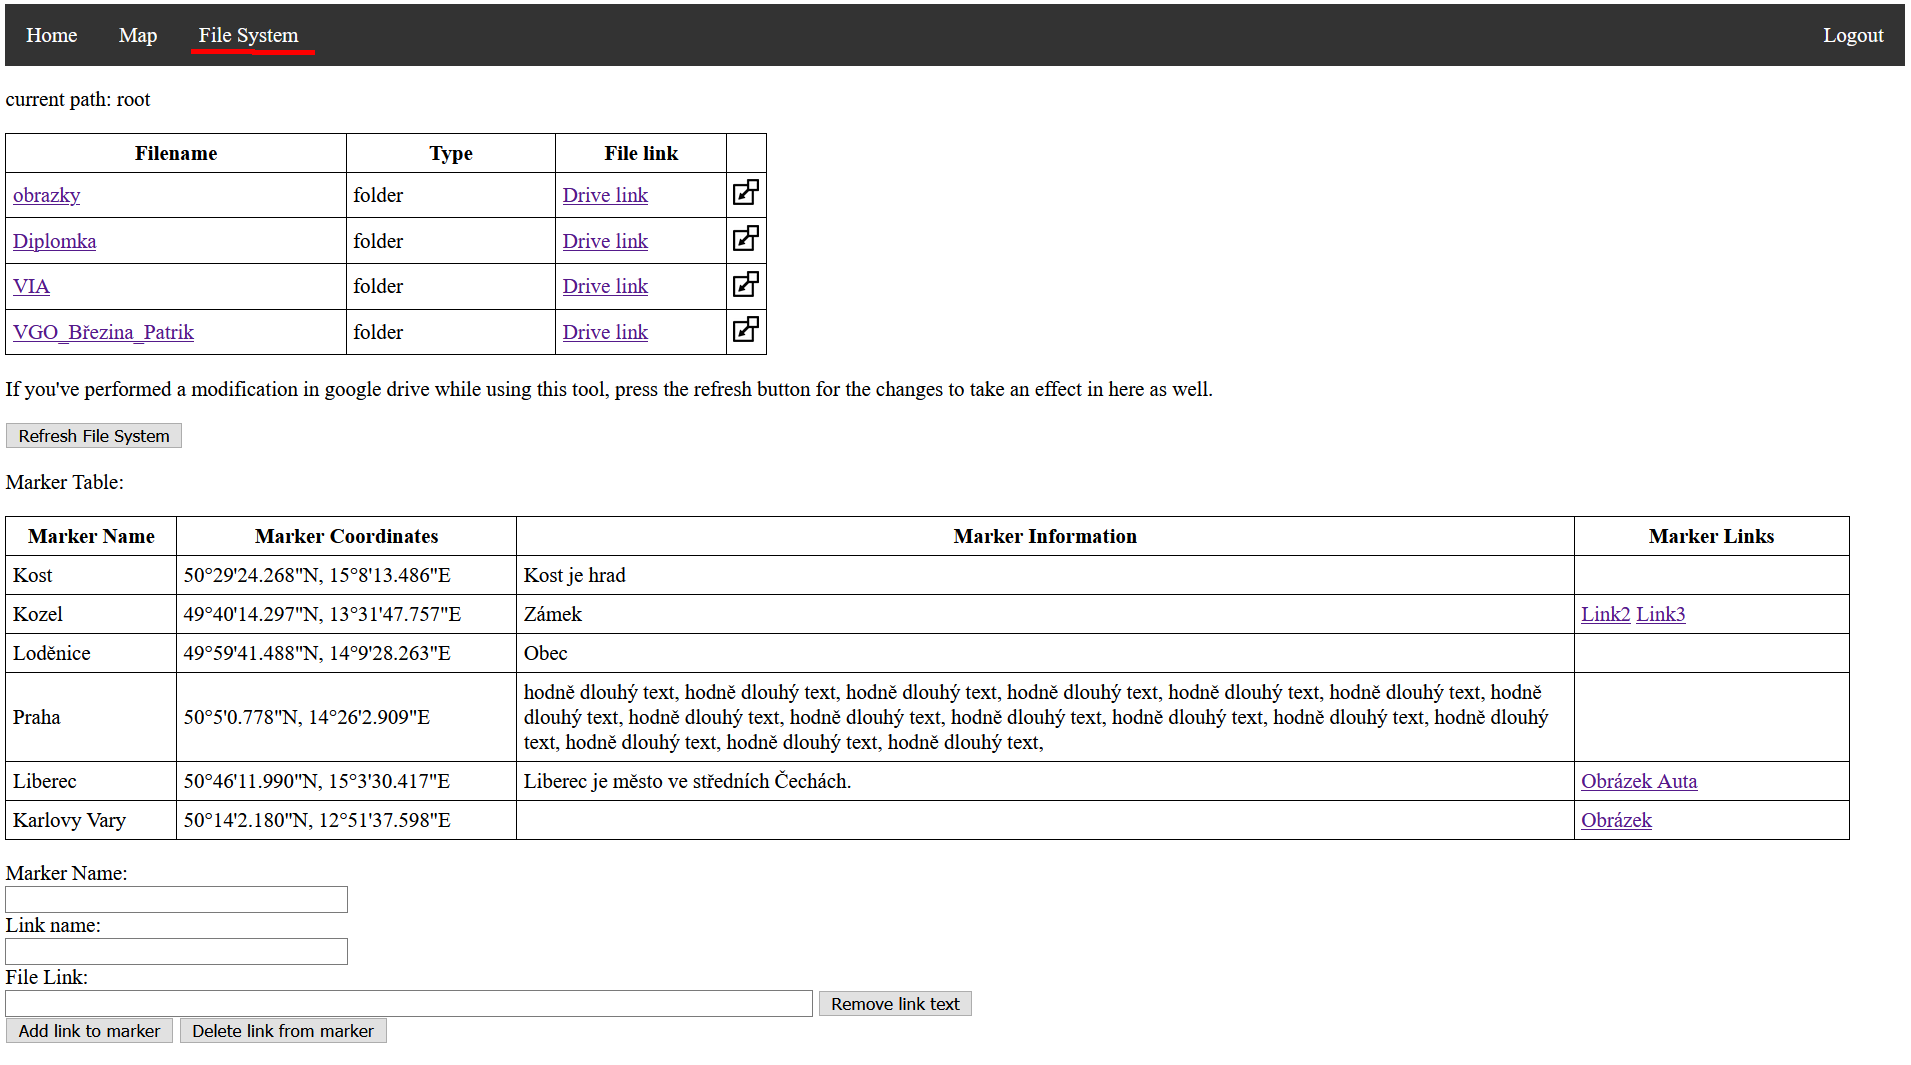 Home Map File System Logout
current path: root
Filename Type File link
obrazky folder Drive link
Diplomka folder Drive link
VIA folder Drive link
VGO_Březina_Patrik folder Drive link
If you've performed a modification in google drive while using this tool, press the refresh button for the changes to take an effect in here as well.
Refresh File System
Marker Table:
Marker Name Marker Coordinates Marker Information Marker Links
Kost 50°29'24.268"N, 15°8'13.486"E Kost je hrad
Kozel 49°40'14.297"N, 13°31'47.757"E Zámek Link2 Link3
Loděnice 49°59'41.488"N, 14°9'28.263"E Obec
Praha 50°5'0.778"N, 14°26'2.909"E hodně dlouhý text, hodně dlouhý text, hodně dlouhý text, hodně dlouhý text, hodně dlouhý text, hodně dlouhý text, hodně
dlouhý text, hodně dlouhý text, hodně dlouhý text, hodně dlouhý text, hodně dlouhý text, hodně dlouhý text, hodně dlouhý
text, hodně dlouhý text, hodně dlouhý text, hodně dlouhý text,
Liberec 50°46'11.990"N, 15°3'30.417"E Liberec je město ve středních Čechách. Obrázek Auta
Karlovy Vary 50°14'2.180"N, 12°51'37.598"E Obrázek
Marker Name:
Link name:
File Link:
Remove link text
Add link to marker Delete link from marker